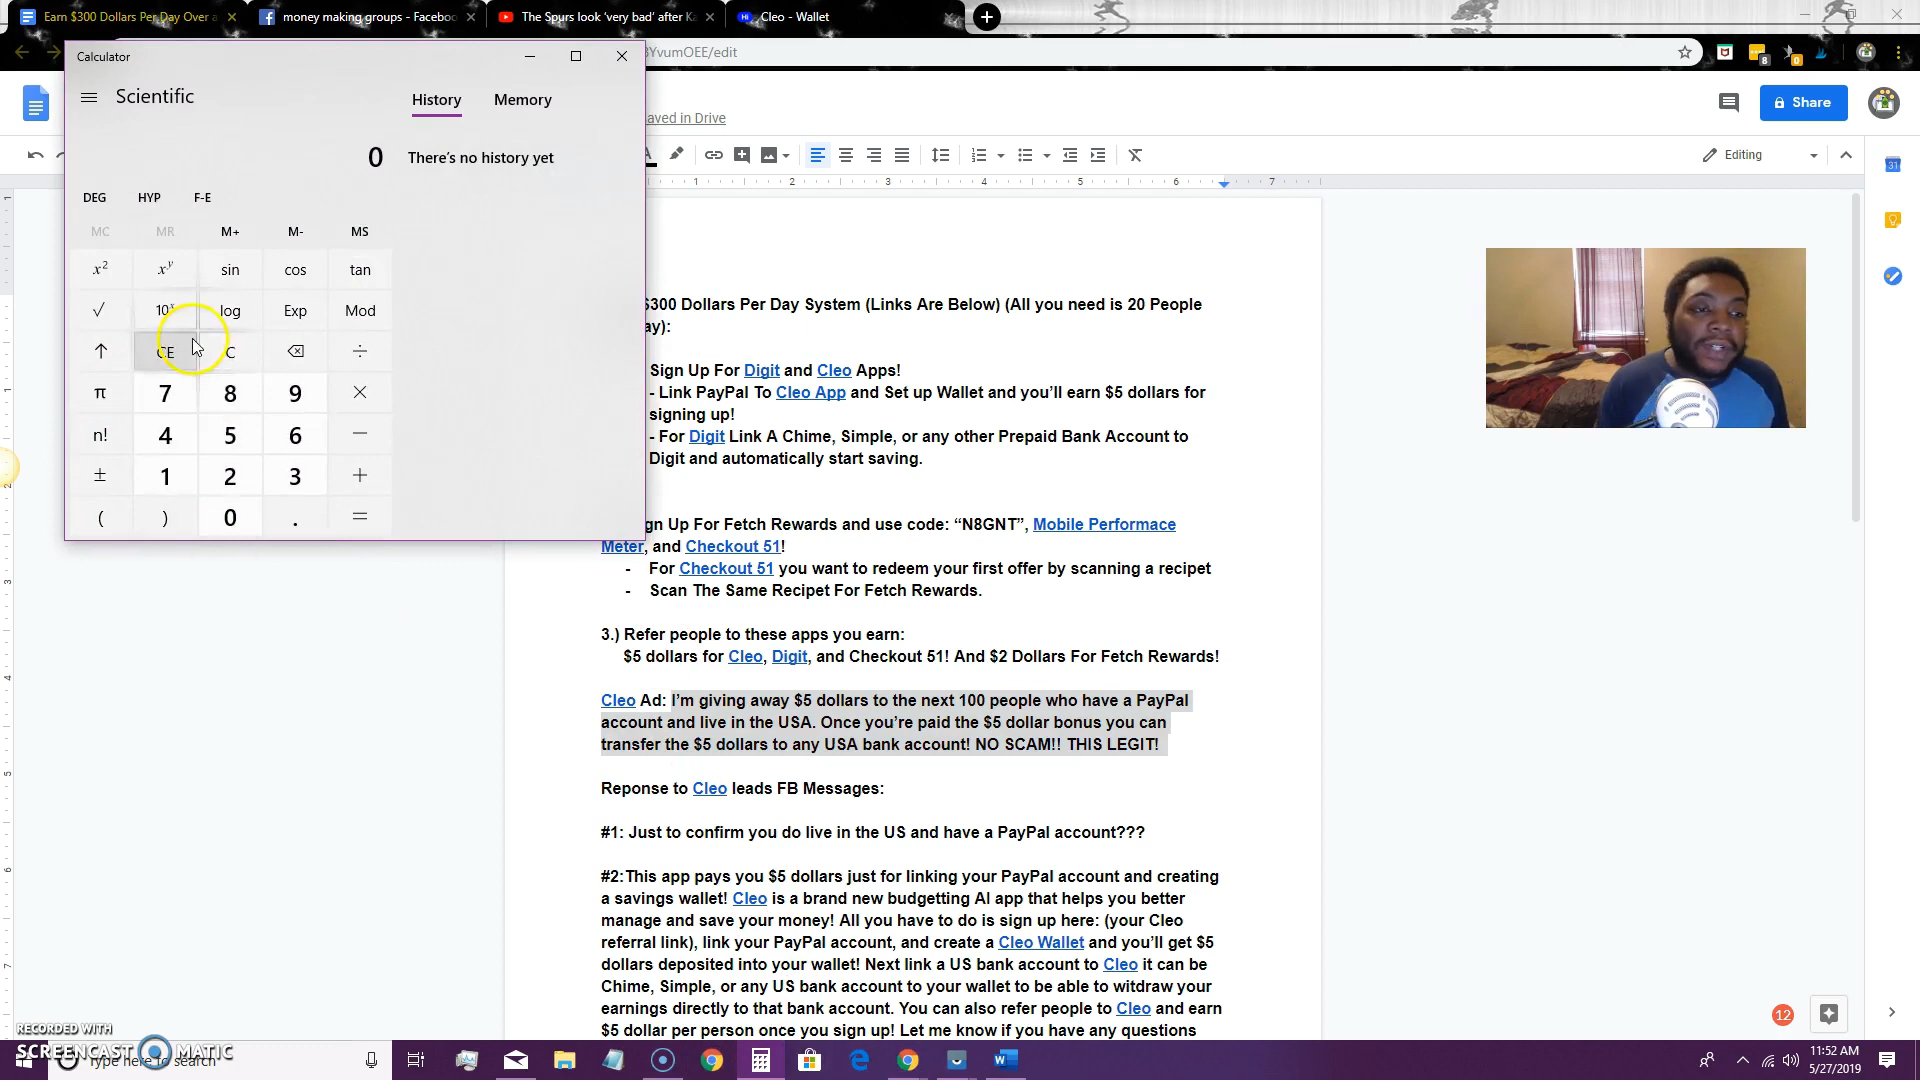 Earn $300 Dollars Per Day Over a
money making groups - Facebo
The Spurs look 'very bad' after Ka
Cleo - Wallet
YvumOEE/edit
Calculator
Scientific
History
Memory
0
There's no history yet
DEG HYP F-E
MC MR M+ M- MS
x² xʸ sin cos tan
√ 10ˣ log Exp Mod
↑ CE C ⌫ ÷
π 7 8 9 ×
n! 4 5 6 −
± 1 2 3 +
( ) 0 . =
aved in Drive
Share
Editing
1 2 3 4 5 6 7
$300 Dollars Per Day System (Links Are Below) (All you need is 20 People
ay):
Sign Up For Digit and Cleo Apps!
- Link PayPal To Cleo App and Set up Wallet and you'll earn $5 dollars for
signing up!
- For Digit Link A Chime, Simple, or any other Prepaid Bank Account to
Digit and automatically start saving.
gn Up For Fetch Rewards and use code: “N8GNT”, Mobile Performace
Meter, and Checkout 51!
- For Checkout 51 you want to redeem your first offer by scanning a recipet
- Scan The Same Recipet For Fetch Rewards.
3.) Refer people to these apps you earn:
$5 dollars for Cleo, Digit, and Checkout 51! And $2 Dollars For Fetch Rewards!
Cleo Ad: I'm giving away $5 dollars to the next 100 people who have a PayPal
account and live in the USA. Once you're paid the $5 dollar bonus you can
transfer the $5 dollars to any USA bank account! NO SCAM!! THIS LEGIT!
Reponse to Cleo leads FB Messages:
#1: Just to confirm you do live in the US and have a PayPal account???
#2:This app pays you $5 dollars just for linking your PayPal account and creating
a savings wallet! Cleo is a brand new budgetting AI app that helps you better
manage and save your money! All you have to do is sign up here: (your Cleo
referral link), link your PayPal account, and create a Cleo Wallet and you'll get $5
dollars deposited into your wallet! Next link a US bank account to Cleo it can be
Chime, Simple, or any US bank account to your wallet to be able to witdraw your
earnings directly to that bank account. You can also refer people to Cleo and earn
$5 dollar per person once you sign up! Let me know if you have any questions
12
RECORDED WITH
SCREENCAST MATIC
Type here to search
11:52 AM
5/27/2019